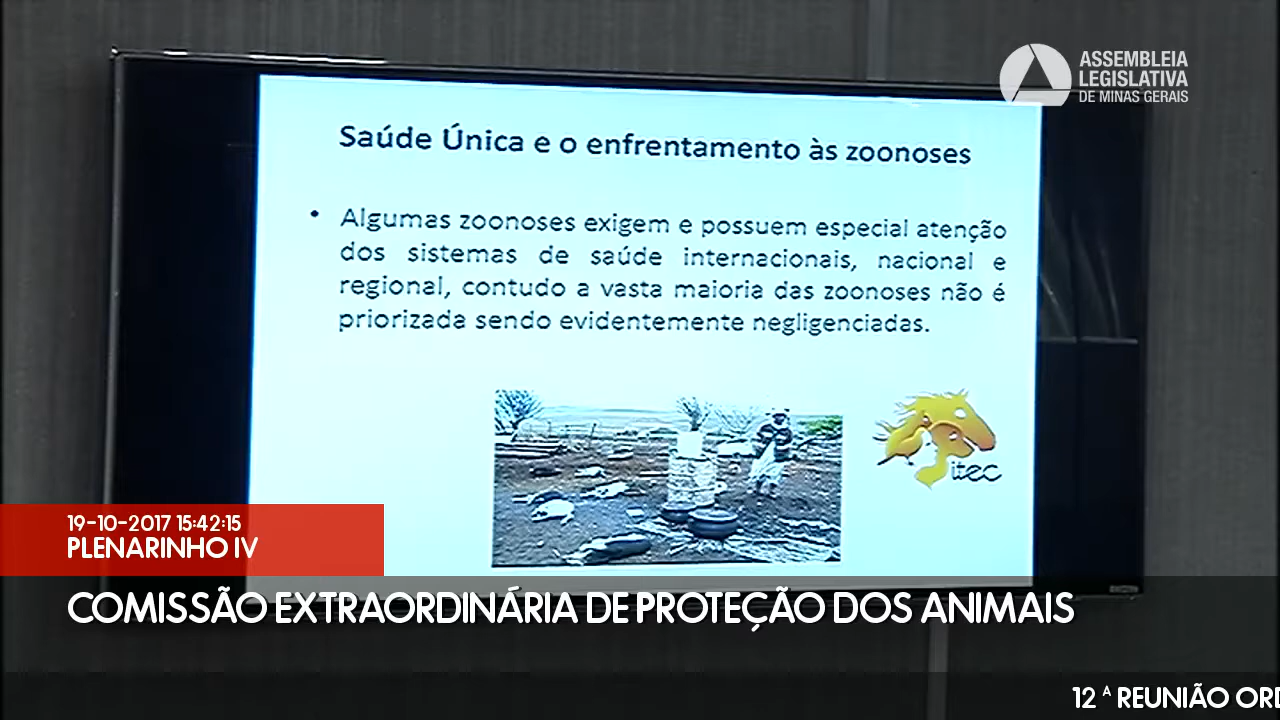 ASSEMBLEIA
LEGISLATIVA
DE MINAS GERAIS
Saúde Única e o enfrentamento às zoonoses
• Algumas zoonoses exigem e possuem especial atenção
dos sistemas de saúde internacionais, nacional e
regional, contudo a vasta maioria das zoonoses não é
priorizada sendo evidentemente negligenciadas.
itec
19-10-2017 15:42:15
PLENARINHO IV
COMISSÃO EXTRAORDINÁRIA DE PROTEÇÃO DOS ANIMAIS
12ª REUNIÃO ORD